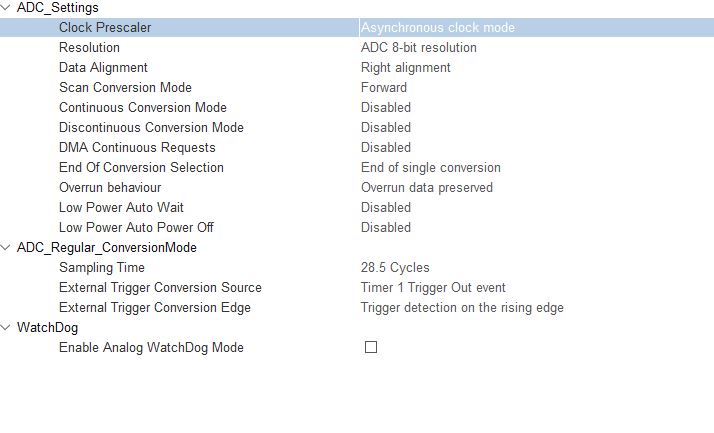 ADC_Settings
Clock Prescaler Asynchronous clock mode
Resolution ADC 8-bit resolution
Data Alignment Right alignment
Scan Conversion Mode Forward
Continuous Conversion Mode Disabled
Discontinuous Conversion Mode Disabled
DMA Continuous Requests Disabled
End Of Conversion Selection End of single conversion
Overrun behaviour Overrun data preserved
Low Power Auto Wait Disabled
Low Power Auto Power Off Disabled
ADC_Regular_ConversionMode
Sampling Time 28.5 Cycles
External Trigger Conversion Source Timer 1 Trigger Out event
External Trigger Conversion Edge Trigger detection on the rising edge
WatchDog
Enable Analog WatchDog Mode